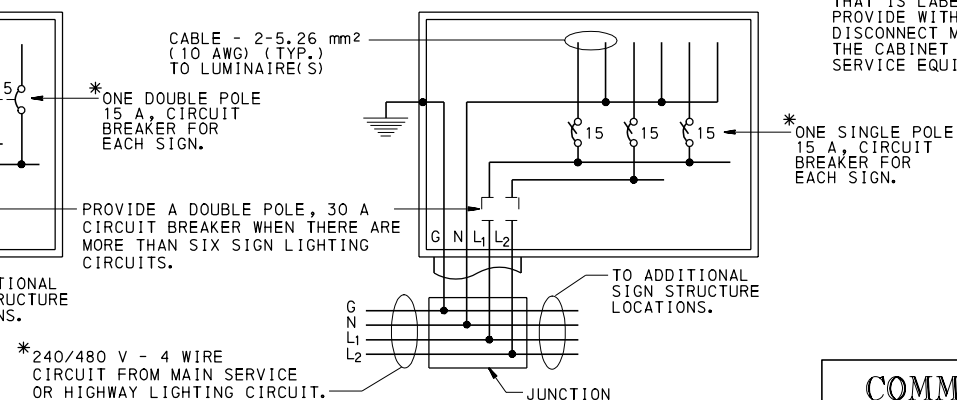 THAT IS LABE
PROVIDE WITH
DISCONNECT M
THE CABINET
SERVICE EQUI
CABLE - 2-5.26 mm²
(10 AWG) (TYP.)
TO LUMINAIRE(S)
5
*
ONE DOUBLE POLE
15 A, CIRCUIT
BREAKER FOR
EACH SIGN.
15
15
15
*
ONE SINGLE POLE
15 A, CIRCUIT
BREAKER FOR
EACH SIGN.
PROVIDE A DOUBLE POLE, 30 A
CIRCUIT BREAKER WHEN THERE ARE
MORE THAN SIX SIGN LIGHTING
CIRCUITS.
G N L1 L2
TIONAL
RUCTURE
NS.
TO ADDITIONAL
SIGN STRUCTURE
LOCATIONS.
G
N
L1
L2
*
240/480 V - 4 WIRE
CIRCUIT FROM MAIN SERVICE
OR HIGHWAY LIGHTING CIRCUIT.
JUNCTION
COMM